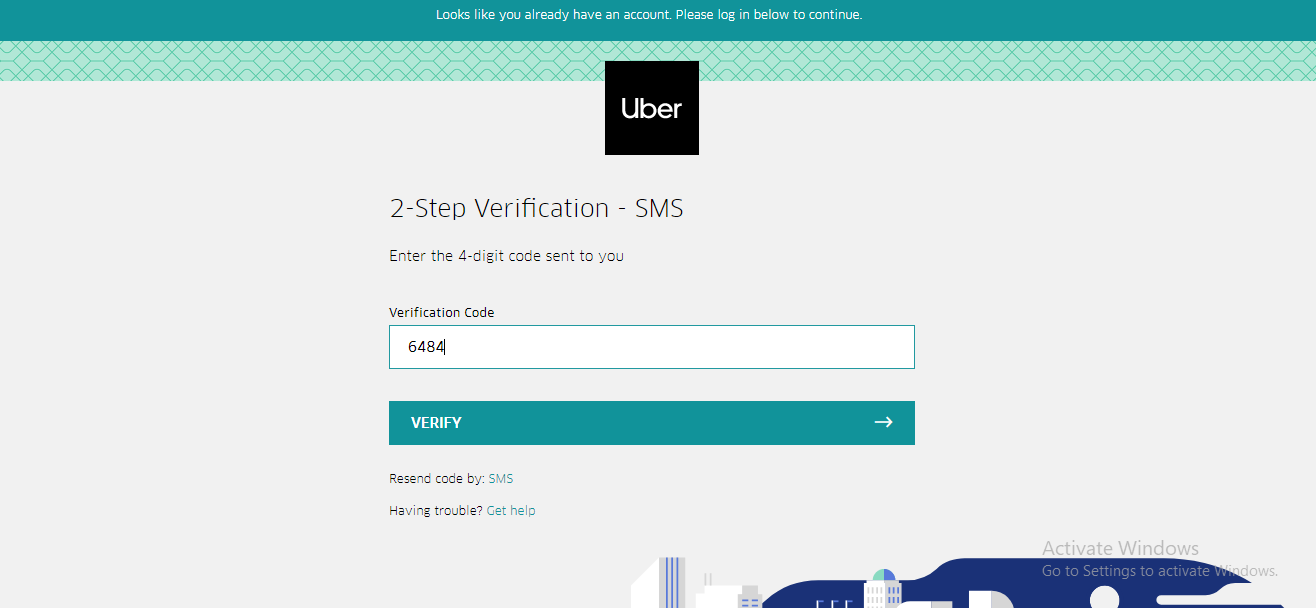 Looks like you already have an account. Please log in below to continue.
Uber
2-Step Verification - SMS
Enter the 4-digit code sent to you
Verification Code
6484
VERIFY
Resend code by: SMS
Having trouble? Get help
Activate Windows
Go to Settings to activate Windows.